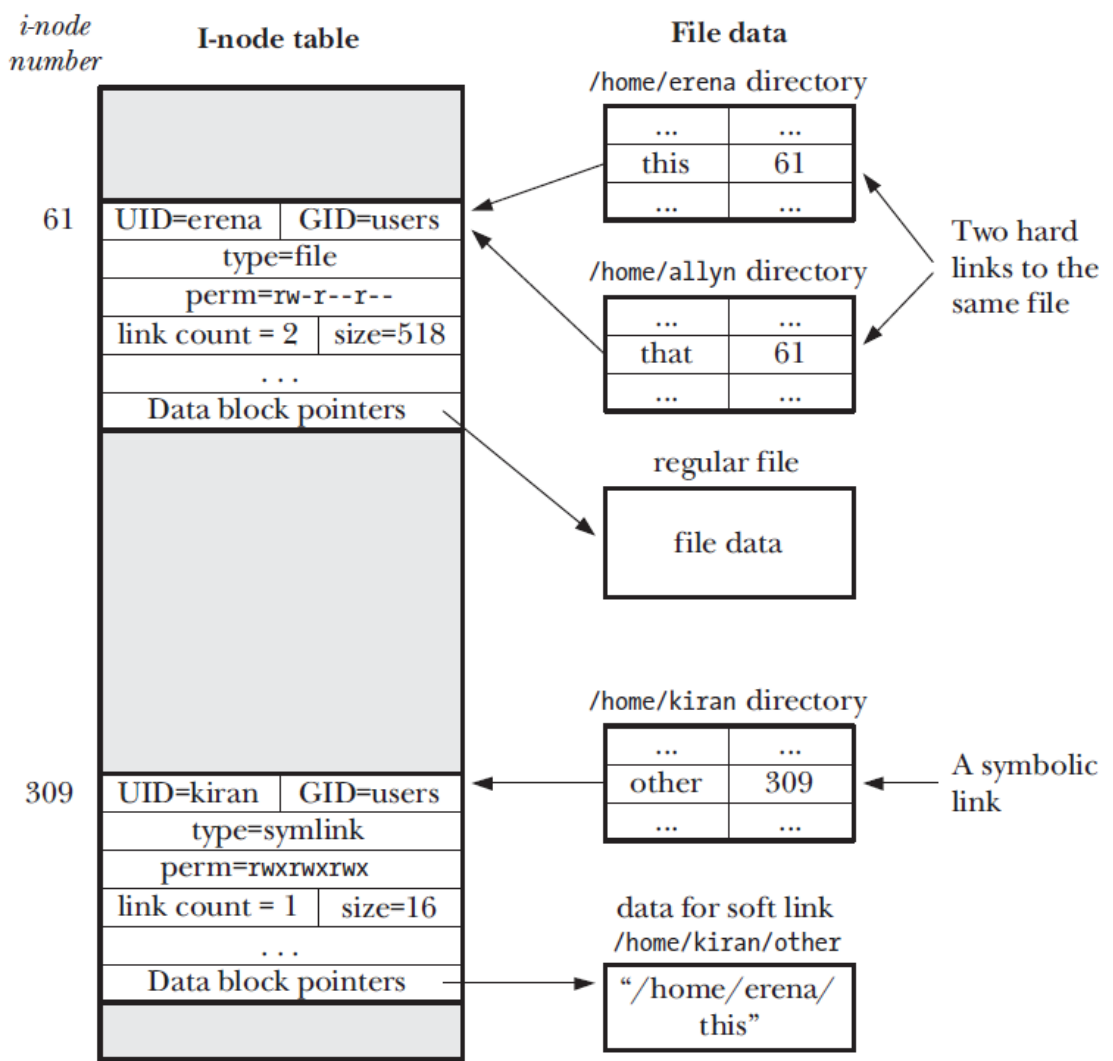 i-node
number
I-node table
File data
/home/erena directory
... ...
this 61
... ...
61
UID=erena GID=users
type=file
perm=rw-r--r--
link count = 2 size=518
. . .
Data block pointers
/home/allyn directory
... ...
that 61
... ...
Two hard
links to the
same file
regular file
file data
/home/kiran directory
... ...
other 309
... ...
A symbolic
link
309
UID=kiran GID=users
type=symlink
perm=rwxrwxrwx
link count = 1 size=16
. . .
Data block pointers
data for soft link
/home/kiran/other
“/home/erena/
this”